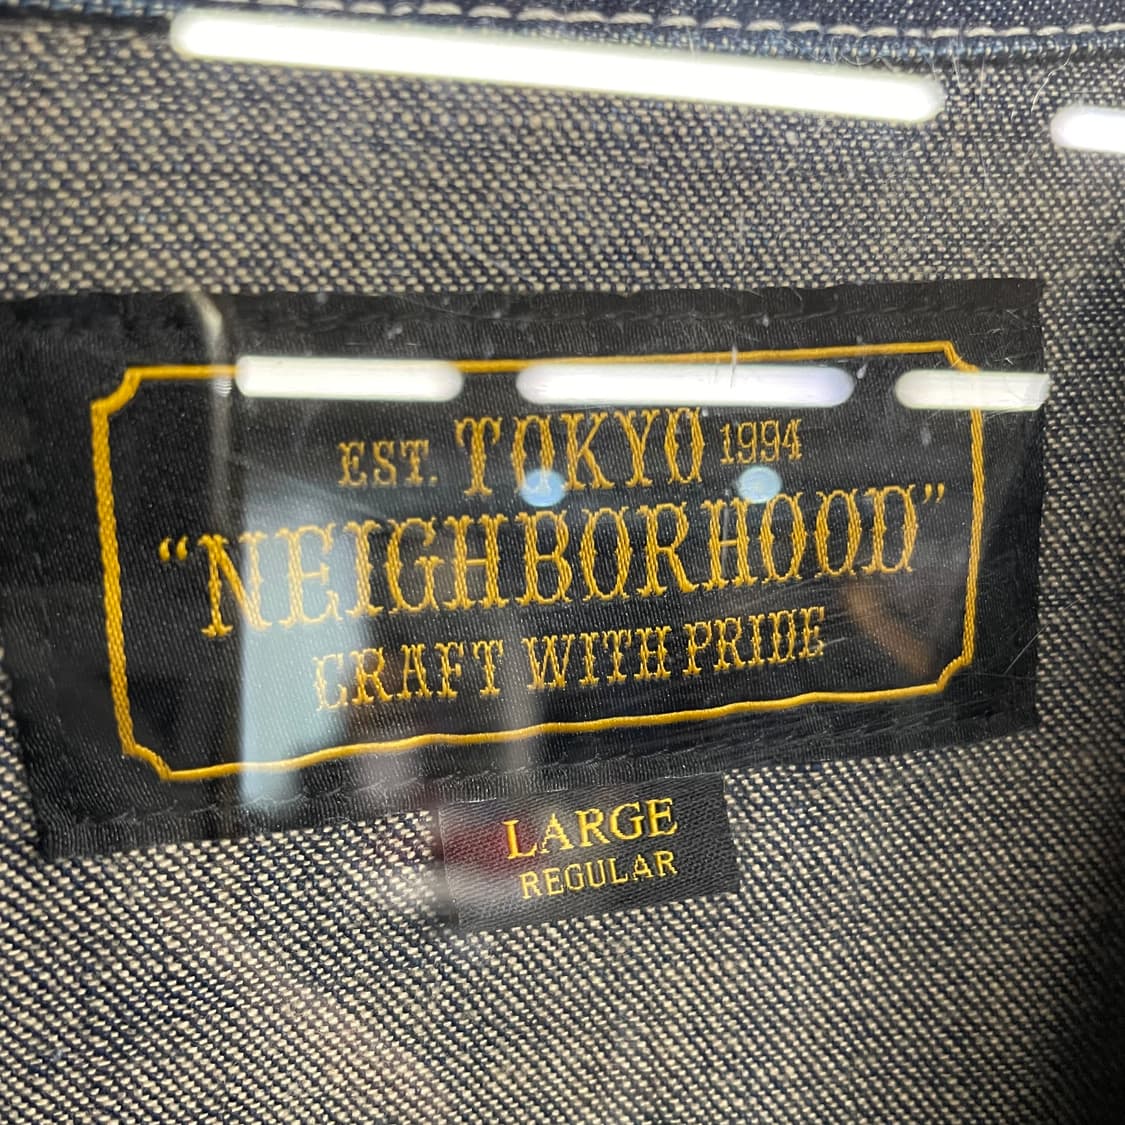 EST. TOKYO 1994
“NEIGHBORHOOD”
CRAFT WITH PRIDE
LARGE
REGULAR